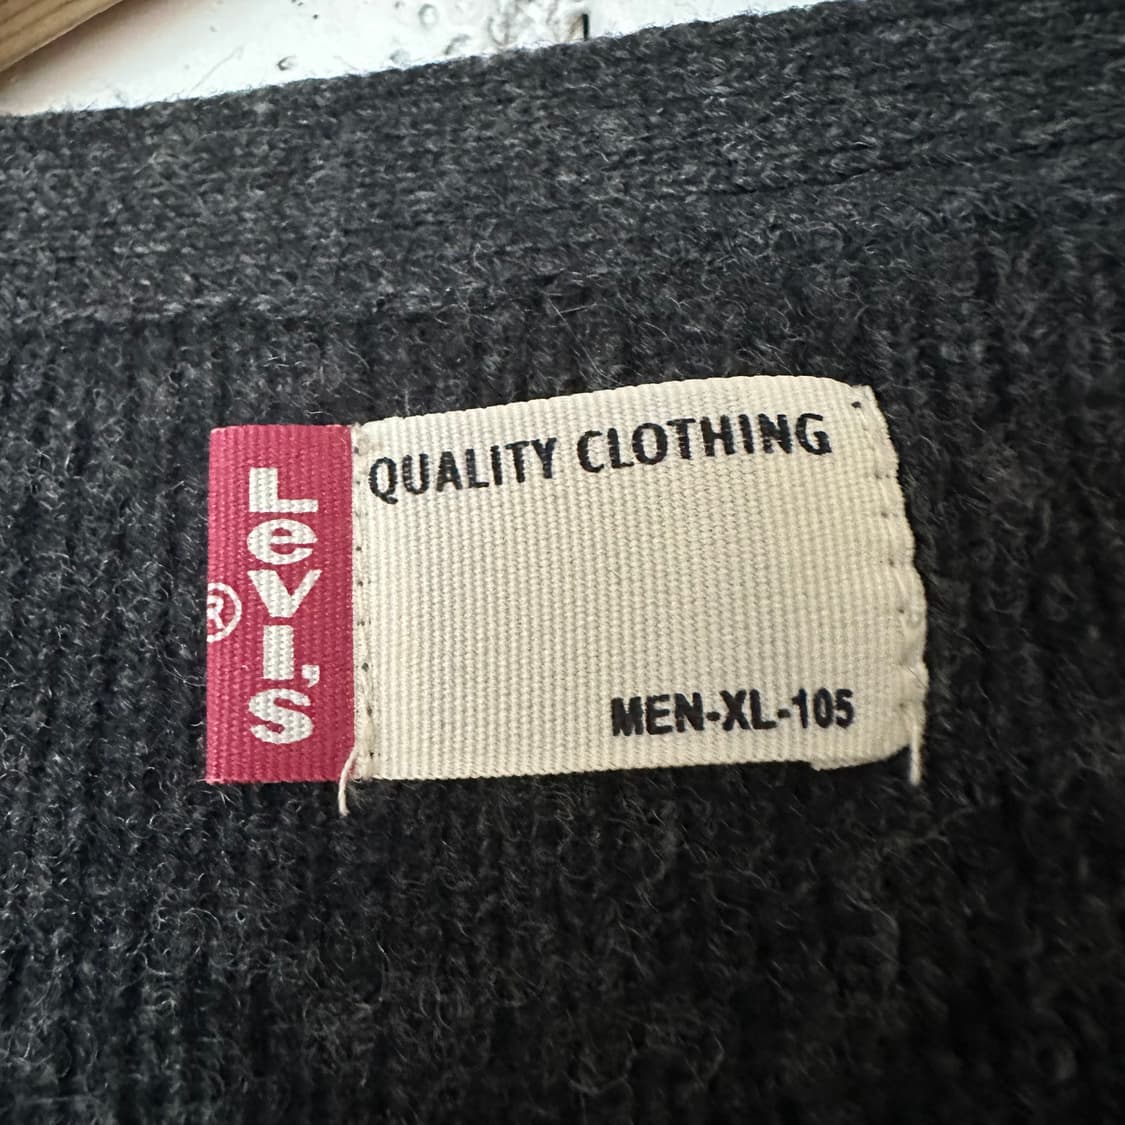 Levi's
®
QUALITY CLOTHING
MEN-XL-105